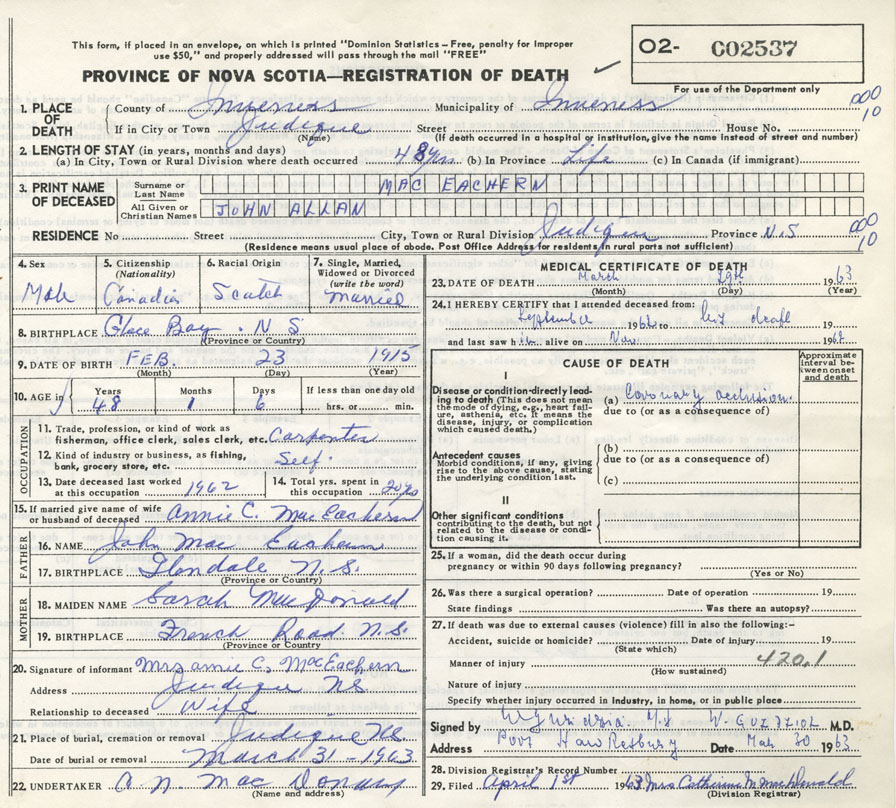 This form, if placed in an envelope, on which is printed "Dominion Statistics – Free, penalty for Improper
use $50," and properly addressed will pass through the mail "FREE"
O2- C02537
PROVINCE OF NOVA SCOTIA—REGISTRATION OF DEATH ✓
For use of the Department only
1. PLACE OF DEATH County of Inverness Municipality of Inverness 000
If in City or Town Judique Street House No. 10
(Name) (If death occurred in a hospital or institution, give the name instead of street and number)
2. LENGTH OF STAY (in years, months and days)
(a) In City, Town or Rural Division where death occurred 48 yrs (b) In Province Life (c) In Canada (if immigrant)
3. PRINT NAME OF DECEASED Surname or Last Name MAC EACHERN
All Given or Christian Names JOHN ALLAN
RESIDENCE No Street City, Town or Rural Division Judique Province N.S 000
(Residence means usual place of abode. Post Office Address for residents in rural parts not sufficient) 10
4. Sex Male
5. Citizenship (Nationality) Canadian
6. Racial Origin Scotch
7. Single, Married, Widowed or Divorced (write the word) married
8. BIRTHPLACE Glace Bay. N S
(Province or Country)
9. DATE OF BIRTH FEB. 23 1915
(Month) (Day) (Year)
10. AGE in Years Months Days If less than one day old
48 1 6 hrs. or min.
OCCUPATION
11. Trade, profession, or kind of work as
fisherman, office clerk, sales clerk, etc. Carpenter
12. Kind of industry or business, as fishing,
bank, grocery store, etc. Self.
13. Date deceased last worked
at this occupation 1962
14. Total yrs. spent in
this occupation 20 yrs
15. If married give name of wife
or husband of deceased Annie C. MacEachern
FATHER
16. NAME John Mac Eachern
17. BIRTHPLACE Glendale N.S.
(Province or Country)
MOTHER
18. MAIDEN NAME Sarah MacDonald
19. BIRTHPLACE French Road. N.S.
(Province or Country)
20. Signature of informant Mrs annie C. MacEachern
Address Judique NS
Relationship to deceased Wife
21. Place of burial, cremation or removal Judique NS
Date of burial or removal March 31 - 1963
22. UNDERTAKER A. N. Mac
(Name and address)
MEDICAL CERTIFICATE OF DEATH
23. DATE OF DEATH March 29th 1963
(Month) (Day) (Year)
24. I HEREBY CERTIFY that I attended deceased from:
September 1962 to his death 19
and last saw him alive on Nov. 1962
CAUSE OF DEATH
Approximate interval between onset and death
I
Disease or condition directly leading to death (This does not mean the mode of dying, e.g., heart failure, asthenia, etc. It means the disease, injury, or complication which caused death.)
(a) Coronary occlusion.
due to (or as a consequence of)
Antecedent causes
Morbid conditions, if any, giving rise to the above cause, stating the underlying condition last.
(b)
due to (or as a consequence of)
(c)
II
Other significant conditions
contributing to the death, but not related to the disease or condition causing it.
25. If a woman, did the death occur during
pregnancy or within 90 days following pregnancy?
(Yes or No)
26. Was there a surgical operation? Date of operation 19
State findings Was there an autopsy?
27. If death was due to external causes (violence) fill in also the following:-
Accident, suicide or homicide? Date of injury 19
(State which)
Manner of injury 420.1
(How sustained)
Nature of injury
Specify whether injury occurred in Industry, in home, or in public place
Signed by M.D.
Address Port Hawkesbury Date Mar 30 1963
28. Division Registrar's Record Number
29. Filed April 1st 1963 Mrs Catherine
(Division Registrar)